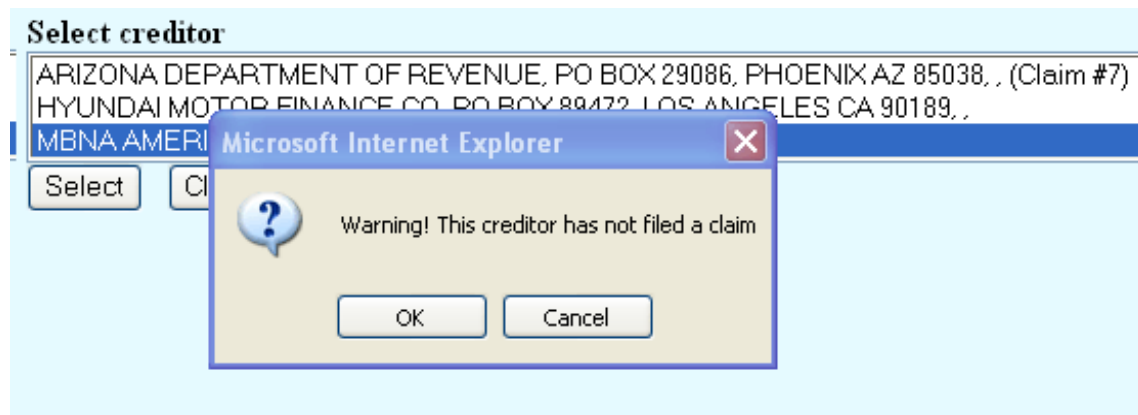 Select creditor
ARIZONA DEPARTMENT OF REVENUE, PO BOX 29086, PHOENIX AZ 85038, , (Claim #7)
HYUNDAI MOTOR FINANCE CO, PO BOX 89472, LOS ANGELES CA 90189, ,
MBNA AMERI
Microsoft Internet Explorer
Select
Cl
Warning! This creditor has not filed a claim
OK
Cancel